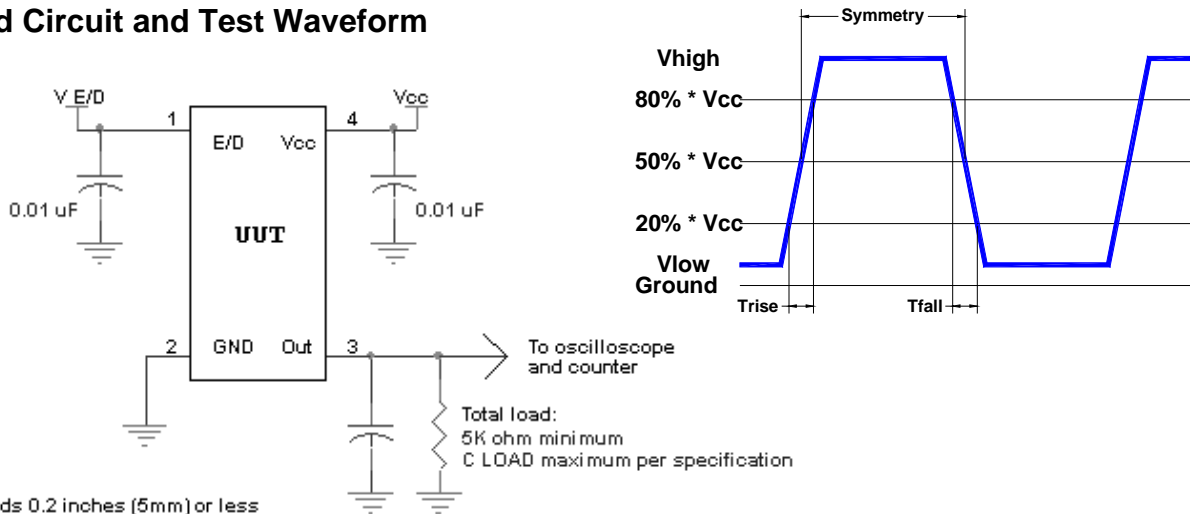 d Circuit and Test Waveform
V E/D
1
4
Vcc
E/D
Vcc
0.01 uF
0.01 uF
UUT
2
GND
Out
3
To oscilloscope
and counter
Total load:
5K ohm minimum
C LOAD maximum per specification
ds 0.2 inches (5mm) or less
Symmetry
Vhigh
80% * Vcc
50% * Vcc
20% * Vcc
Vlow
Ground
Trise
Tfall